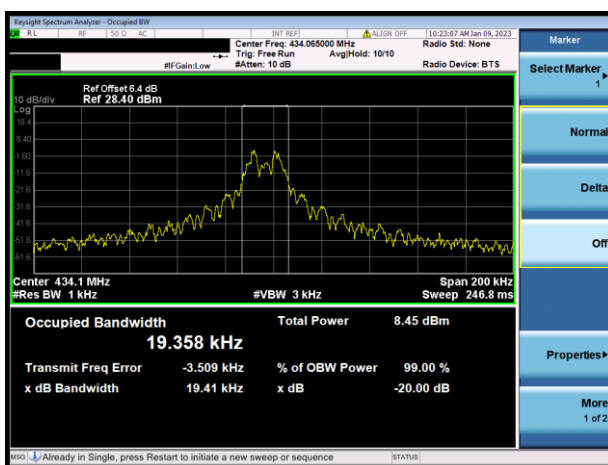 Keysight Spectrum Analyzer - Occupied BW
RL RF 50 Ω AC INT REF ALIGN OFF 10:23:07 AM Jan 09, 2023
Center Freq: 434.065000 MHz Radio Std: None
Trig: Free Run Avg|Hold: 10/10
#IFGain:Low #Atten: 10 dB Radio Device: BTS
Ref Offset 6.4 dB
10 dB/div Ref 28.40 dBm
Log
18.4
8.40
-1.60
-11.6
-21.6
-31.6
-41.6
-51.6
-61.6
Center 434.1 MHz Span 200 kHz
#Res BW 1 kHz #VBW 3 kHz Sweep 246.8 ms
Occupied Bandwidth Total Power 8.45 dBm
19.358 kHz
Transmit Freq Error -3.509 kHz % of OBW Power 99.00 %
x dB Bandwidth 19.41 kHz x dB -20.00 dB
MSG Already in Single, press Restart to initiate a new sweep or sequence STATUS
Marker
Select Marker
1
Normal
Delta
Off
Properties
More
1 of 2